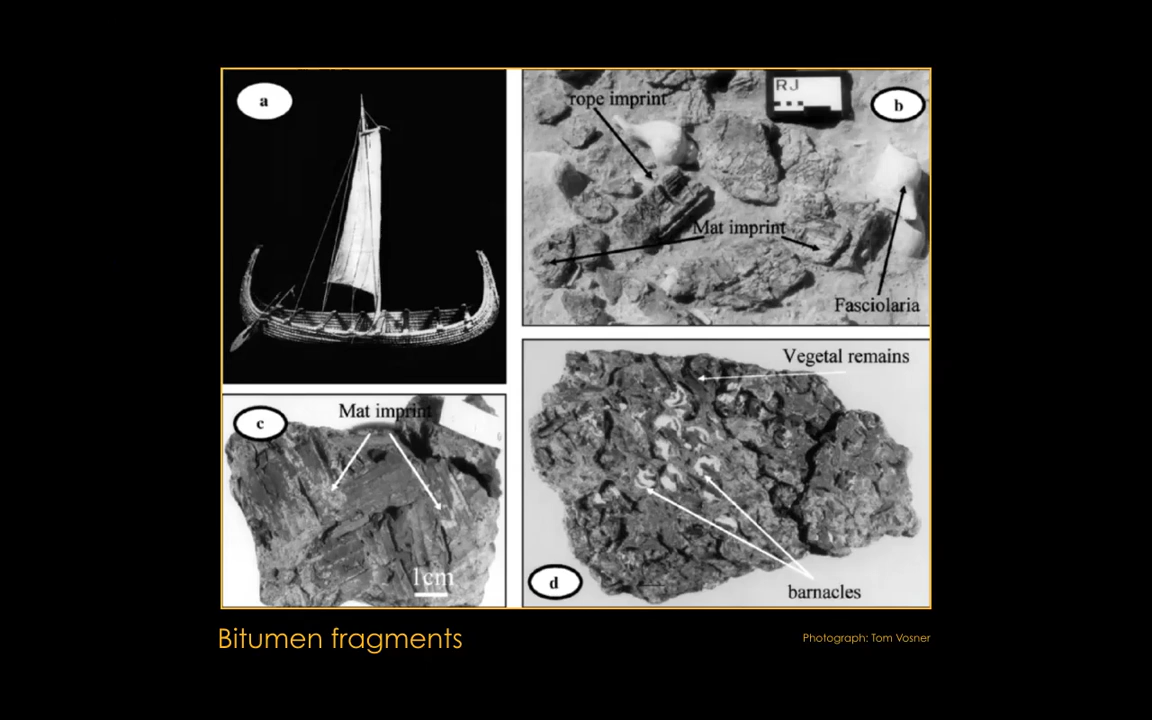 a
RJ
b
rope imprint
Mat imprint
Fasciolaria
Mat imprint
c
1cm
Vegetal remains
d
barnacles
Bitumen fragments
Photograph: Tom Vosner